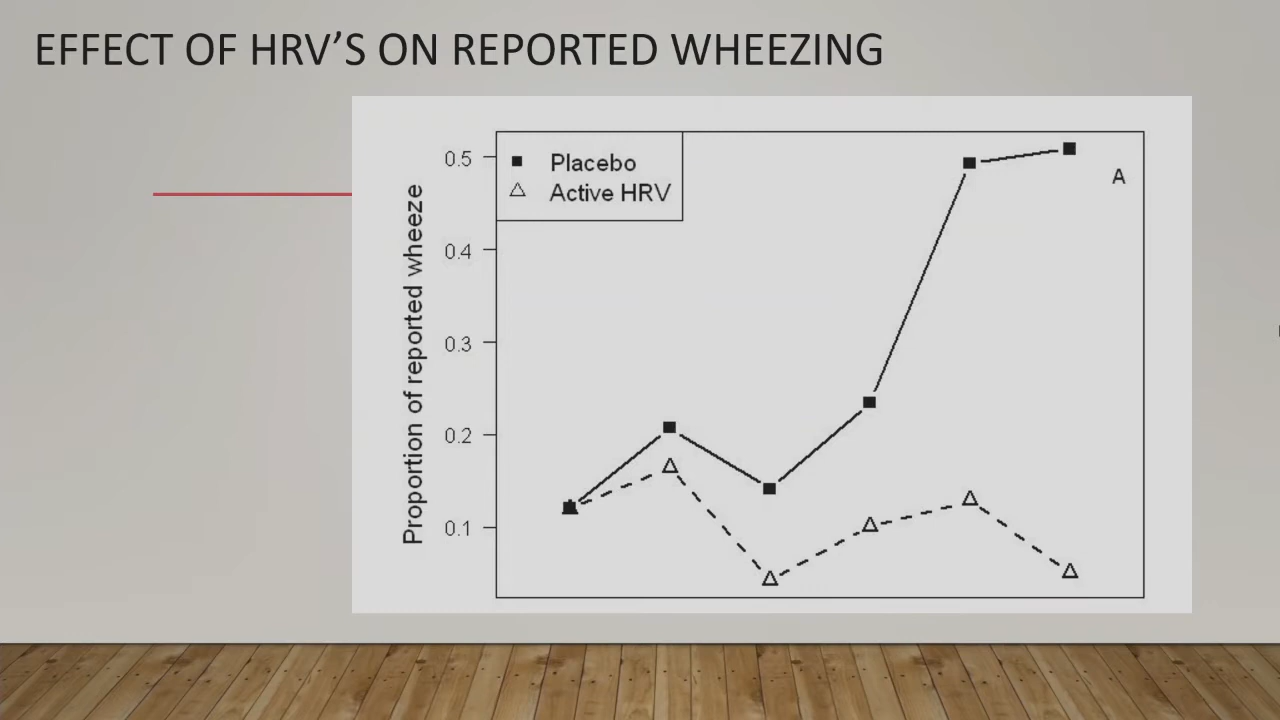 EFFECT OF HRV’S ON REPORTED WHEEZING
Placebo
Active HRV
A
Proportion of reported wheeze
0.5
0.4
0.3
0.2
0.1